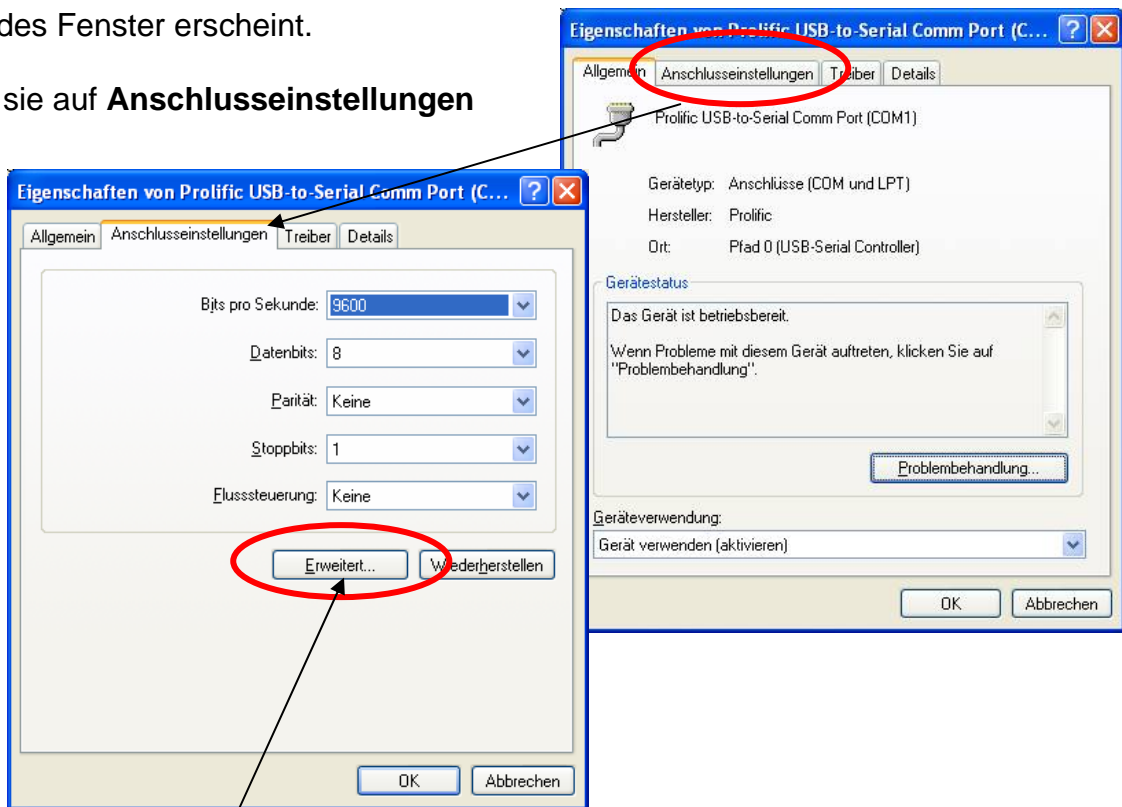 des Fenster erscheint.
sie auf Anschlusseinstellungen
Eigenschaften von Prolific USB-to-Serial Comm Port (C...
Allgemein Anschlusseinstellungen Treiber Details
Prolific USB-to-Serial Comm Port (COM1)
Gerätetyp: Anschlüsse (COM und LPT)
Hersteller: Prolific
Ort: Pfad 0 (USB-Serial Controller)
Gerätestatus
Das Gerät ist betriebsbereit.
Wenn Probleme mit diesem Gerät auftreten, klicken Sie auf
"Problembehandlung".
Problembehandlung...
Geräteverwendung:
Gerät verwenden (aktivieren)
OK Abbrechen
Eigenschaften von Prolific USB-to-Serial Comm Port (C...
Allgemein Anschlusseinstellungen Treiber Details
Bits pro Sekunde: 9600
Datenbits: 8
Parität: Keine
Stoppbits: 1
Flusssteuerung: Keine
Erweitert... Wiederherstellen
OK Abbrechen